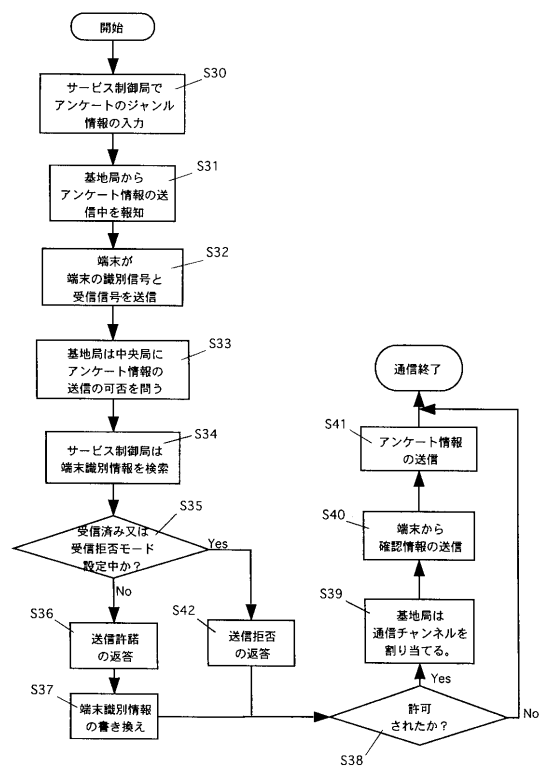 開始
S30
サービス制御局で
アンケートのジャンル
情報の入力
S31
基地局から
アンケート情報の送
信中を報知
S32
端末が
端末の識別信号と
受信信号を送信
S33
基地局は中央局に
アンケート情報の
送信の可否を問う
S34
サービス制御局は
端末識別情報を検索
S35
受信済み又は
受信拒否モード
設定中か?
Yes
No
S36
送信許諾
の返答
S42
送信拒否
の返答
S37
端末識別情報
の書き換え
S38
許可
されたか?
Yes
No
S39
基地局は
通信チャンネルを
割り当てる。
S40
端末から
確認情報の送信
S41
アンケート情報
の送信
通信終了